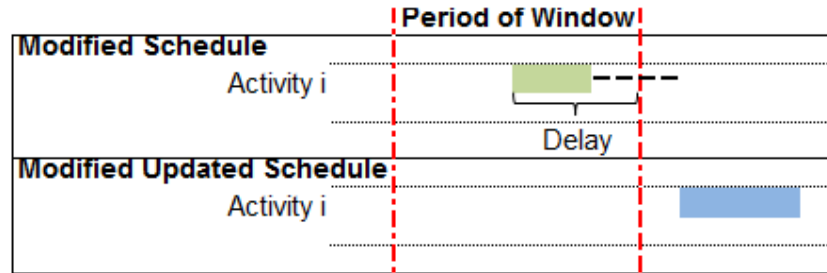 Period of Window
Modified Schedule
Activity i
Delay
Modified Updated Schedule
Activity i